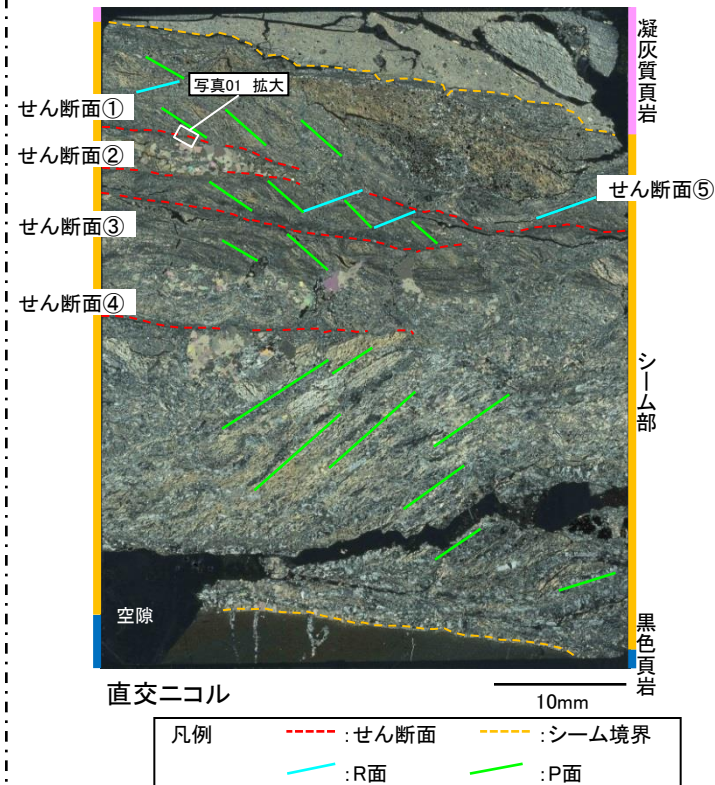 凝灰質頁岩
写真01 拡大
せん断面①
せん断面②
せん断面⑤
せん断面③
せん断面④
シーム部
空隙
黒色頁岩
直交ニコル
10mm
凡例
:せん断面
:シーム境界
:R面
:P面